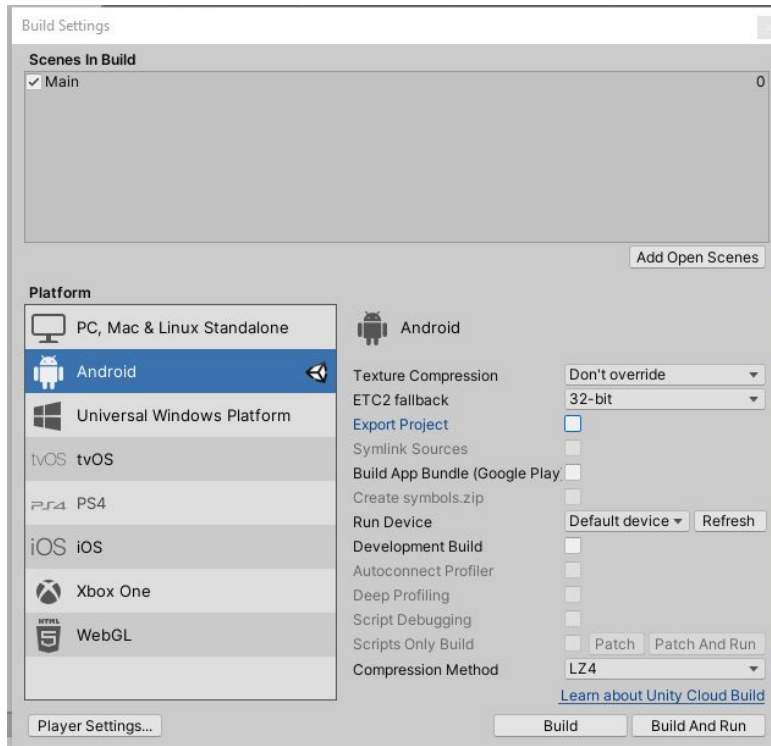 Build Settings
Scenes In Build
Main 0
Add Open Scenes
Platform
PC, Mac & Linux Standalone
Android
Universal Windows Platform
tvOS tvOS
PS4 PS4
iOS iOS
Xbox One
HTML
5 WebGL
Android
Texture Compression Don't override
ETC2 fallback 32-bit
Export Project
Symlink Sources
Build App Bundle (Google Play
Create symbols.zip
Run Device Default device Refresh
Development Build
Autoconnect Profiler
Deep Profiling
Script Debugging
Scripts Only Build Patch Patch And Run
Compression Method LZ4
Learn about Unity Cloud Build
Player Settings... Build Build And Run